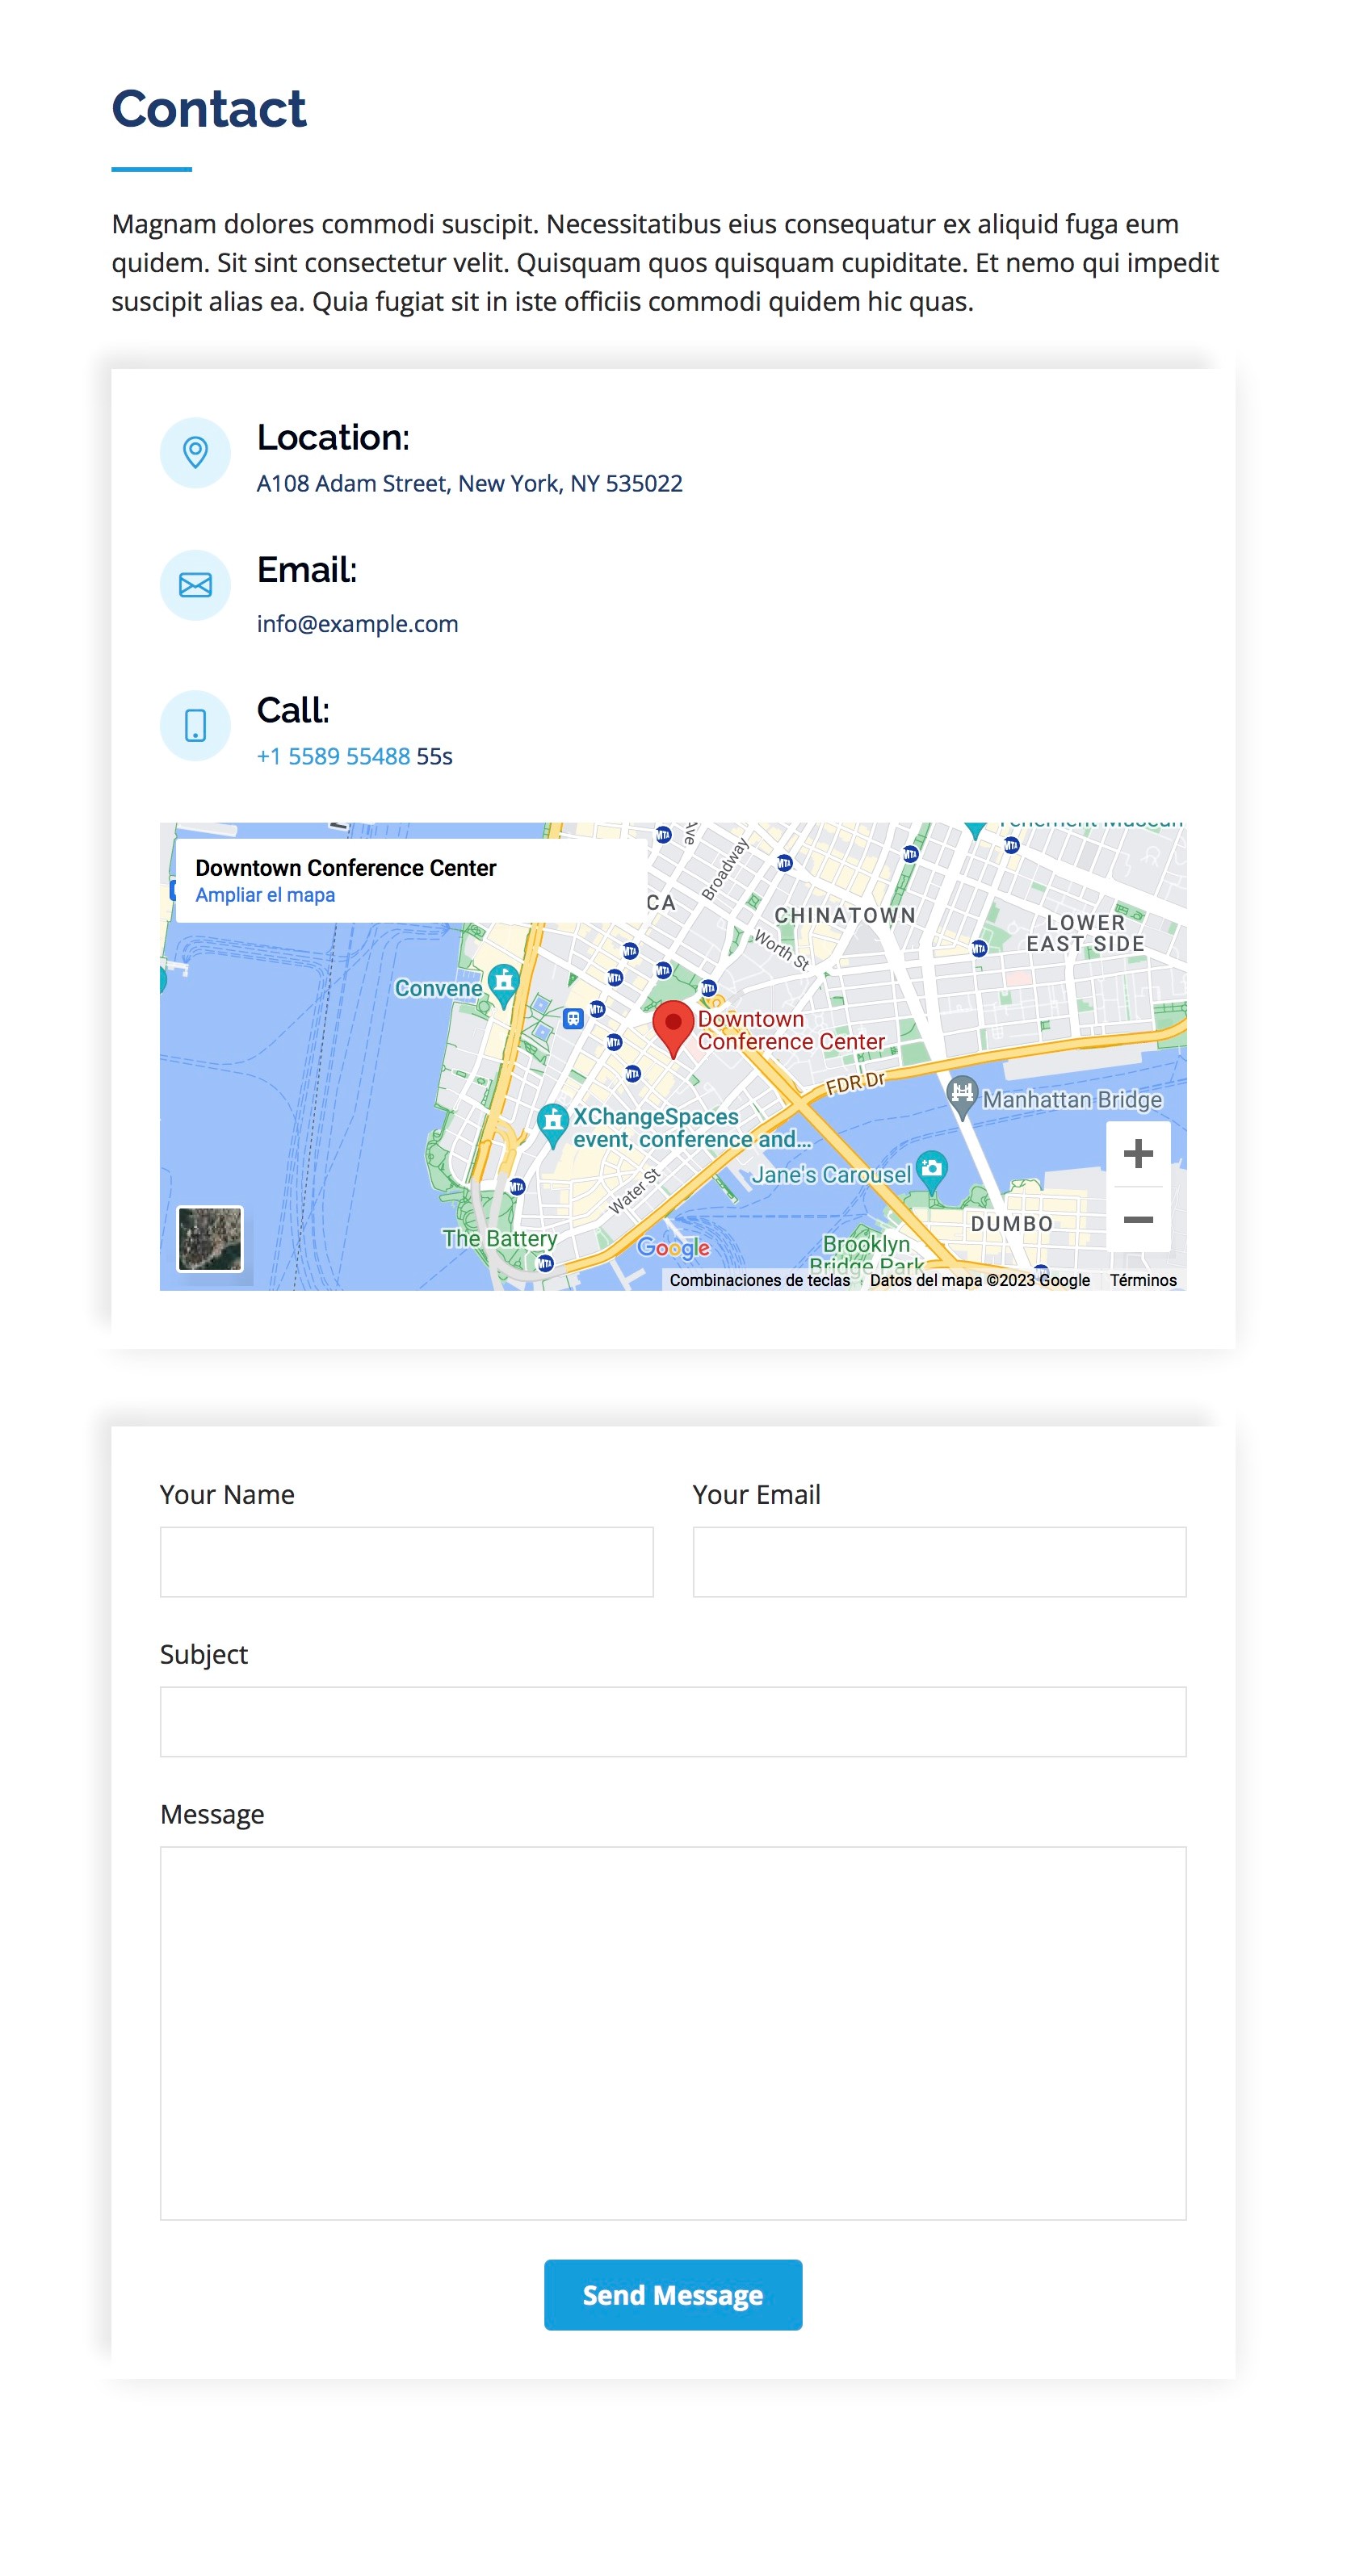 Contact
Magnam dolores commodi suscipit. Necessitatibus eius consequatur ex aliquid fuga eum
quidem. Sit sint consectetur velit. Quisquam quos quisquam cupiditate. Et nemo qui impedit
suscipit alias ea. Quia fugiat sit in iste officiis commodi quidem hic quas.
Location:
A108 Adam Street, New York, NY 535022
Email:
info@example.com
Call:
+1 5589 55488 55s
Tenement Museum
Downtown Conference Center
Ampliar el mapa
CA
Ave
Broadway
CHINATOWN
LOWER
EAST SIDE
Worth St
Convene
Downtown
Conference Center
FDR Dr
Manhattan Bridge
XChangeSpaces
event, conference and...
Jane's Carousel
Water St
DUMBO
The Battery
Google
Brooklyn
Bridge Park
MTA
Combinaciones de teclas Datos del mapa ©2023 Google Términos
Your Name Your Email
Subject
Message
Send Message